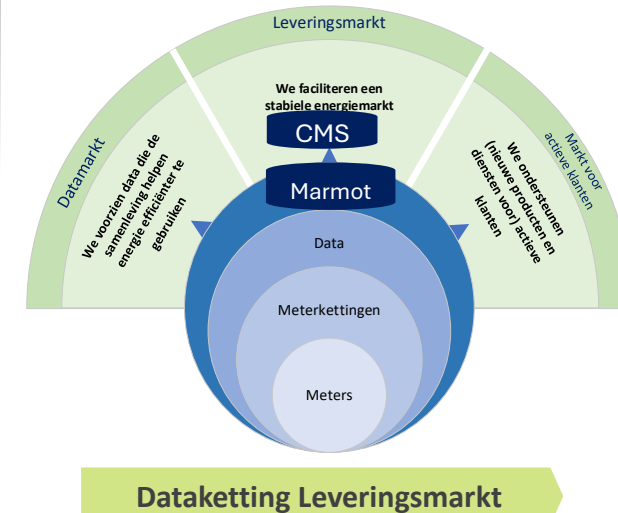 Leveringsmarkt
We faciliteren een
stabiele energiemarkt
CMS
Marmot
Datamarkt
We voorzien data die de
samenleving helpen
energie efficiënter te
gebruiken
Markt voor
actieve klanten
We ondersteunen
(nieuwe producten en
diensten voor) actieve
klanten
Data
Meterkettingen
Meters
Dataketting Leveringsmarkt